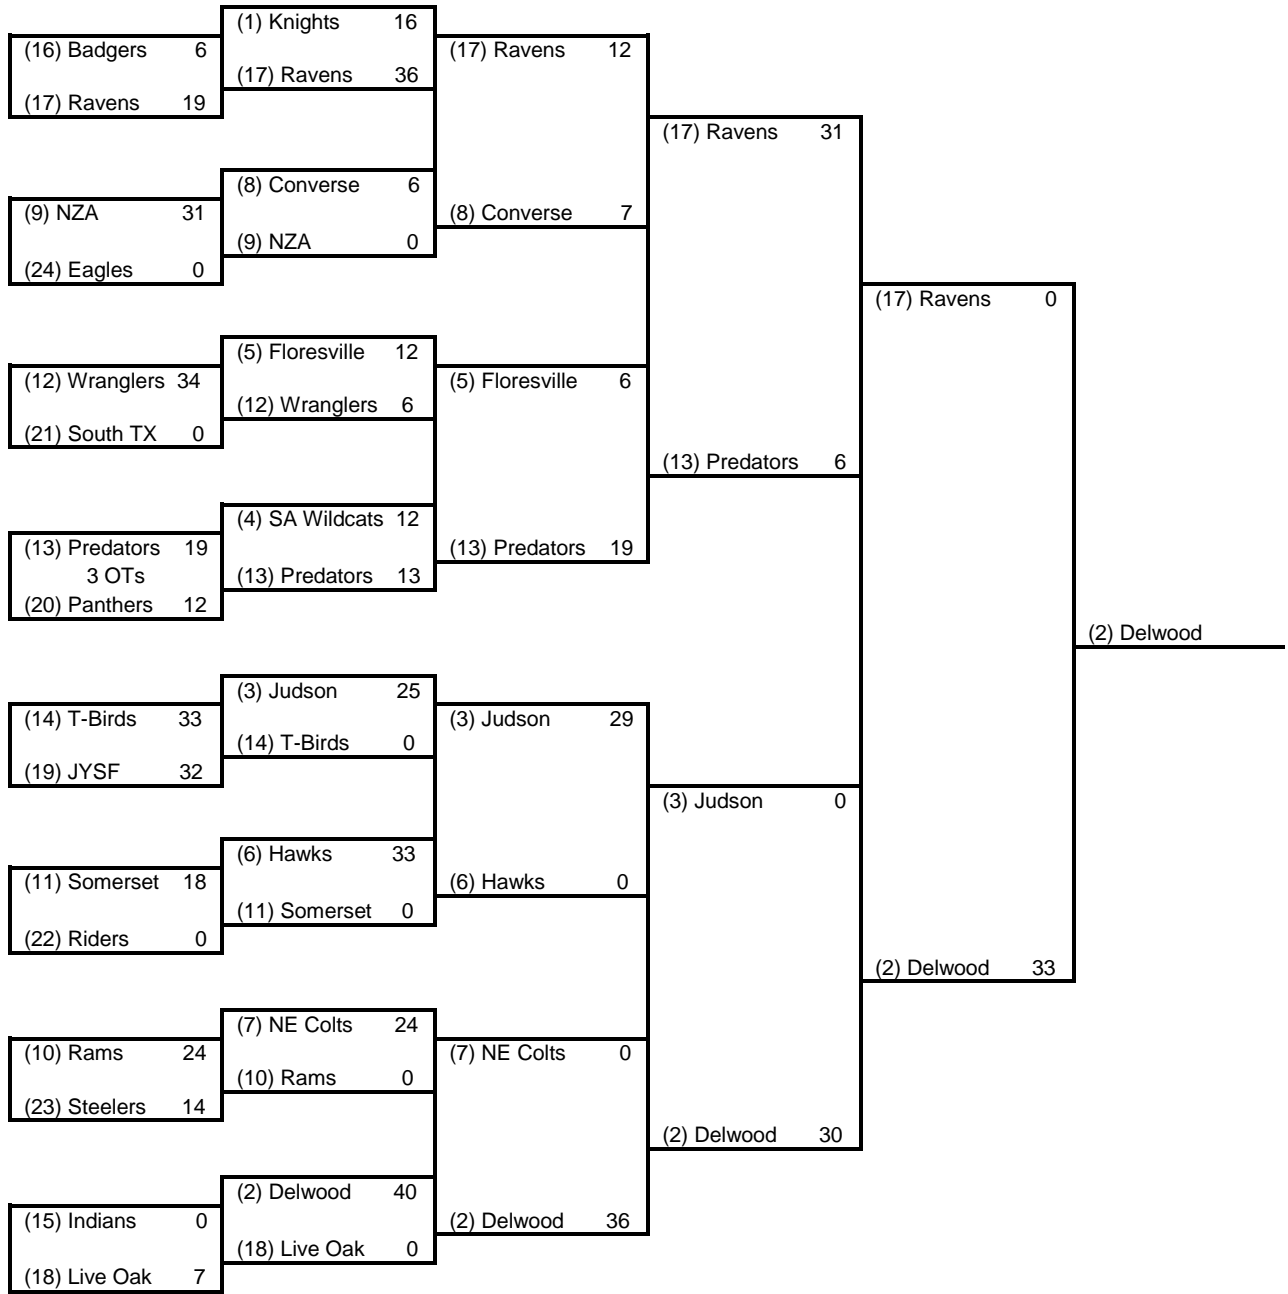 (16) Badgers 6
(17) Ravens 19
(9) NZA 31
(24) Eagles 0
(12) Wranglers 34
(21) South TX 0
(13) Predators 19
3 OTs
(20) Panthers 12
(14) T-Birds 33
(19) JYSF 32
(11) Somerset 18
(22) Riders 0
(10) Rams 24
(23) Steelers 14
(15) Indians 0
(18) Live Oak 7
(1) Knights 16
(17) Ravens 36
(8) Converse 6
(9) NZA 0
(5) Floresville 12
(12) Wranglers 6
(4) SA Wildcats 12
(13) Predators 13
(3) Judson 25
(14) T-Birds 0
(6) Hawks 33
(11) Somerset 0
(7) NE Colts 24
(10) Rams 0
(2) Delwood 40
(18) Live Oak 0
(17) Ravens 12
(8) Converse 7
(5) Floresville 6
(13) Predators 19
(3) Judson 29
(6) Hawks 0
(7) NE Colts 0
(2) Delwood 36
(17) Ravens 31
(13) Predators 6
(3) Judson 0
(2) Delwood 30
(17) Ravens 0
(2) Delwood 33
(2) Delwood